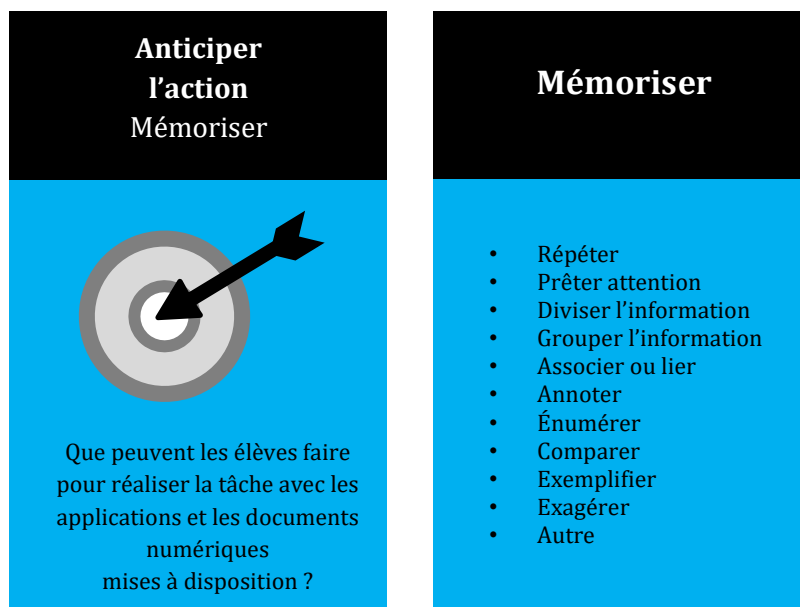 Anticiper
l’action
Mémoriser
Que peuvent les élèves faire
pour réaliser la tâche avec les
applications et les documents
numériques
mises à disposition ?
Mémoriser
• Répéter
• Prêter attention
• Diviser l’information
• Grouper l’information
• Associer ou lier
• Annoter
• Énumérer
• Comparer
• Exemplifier
• Exagérer
• Autre